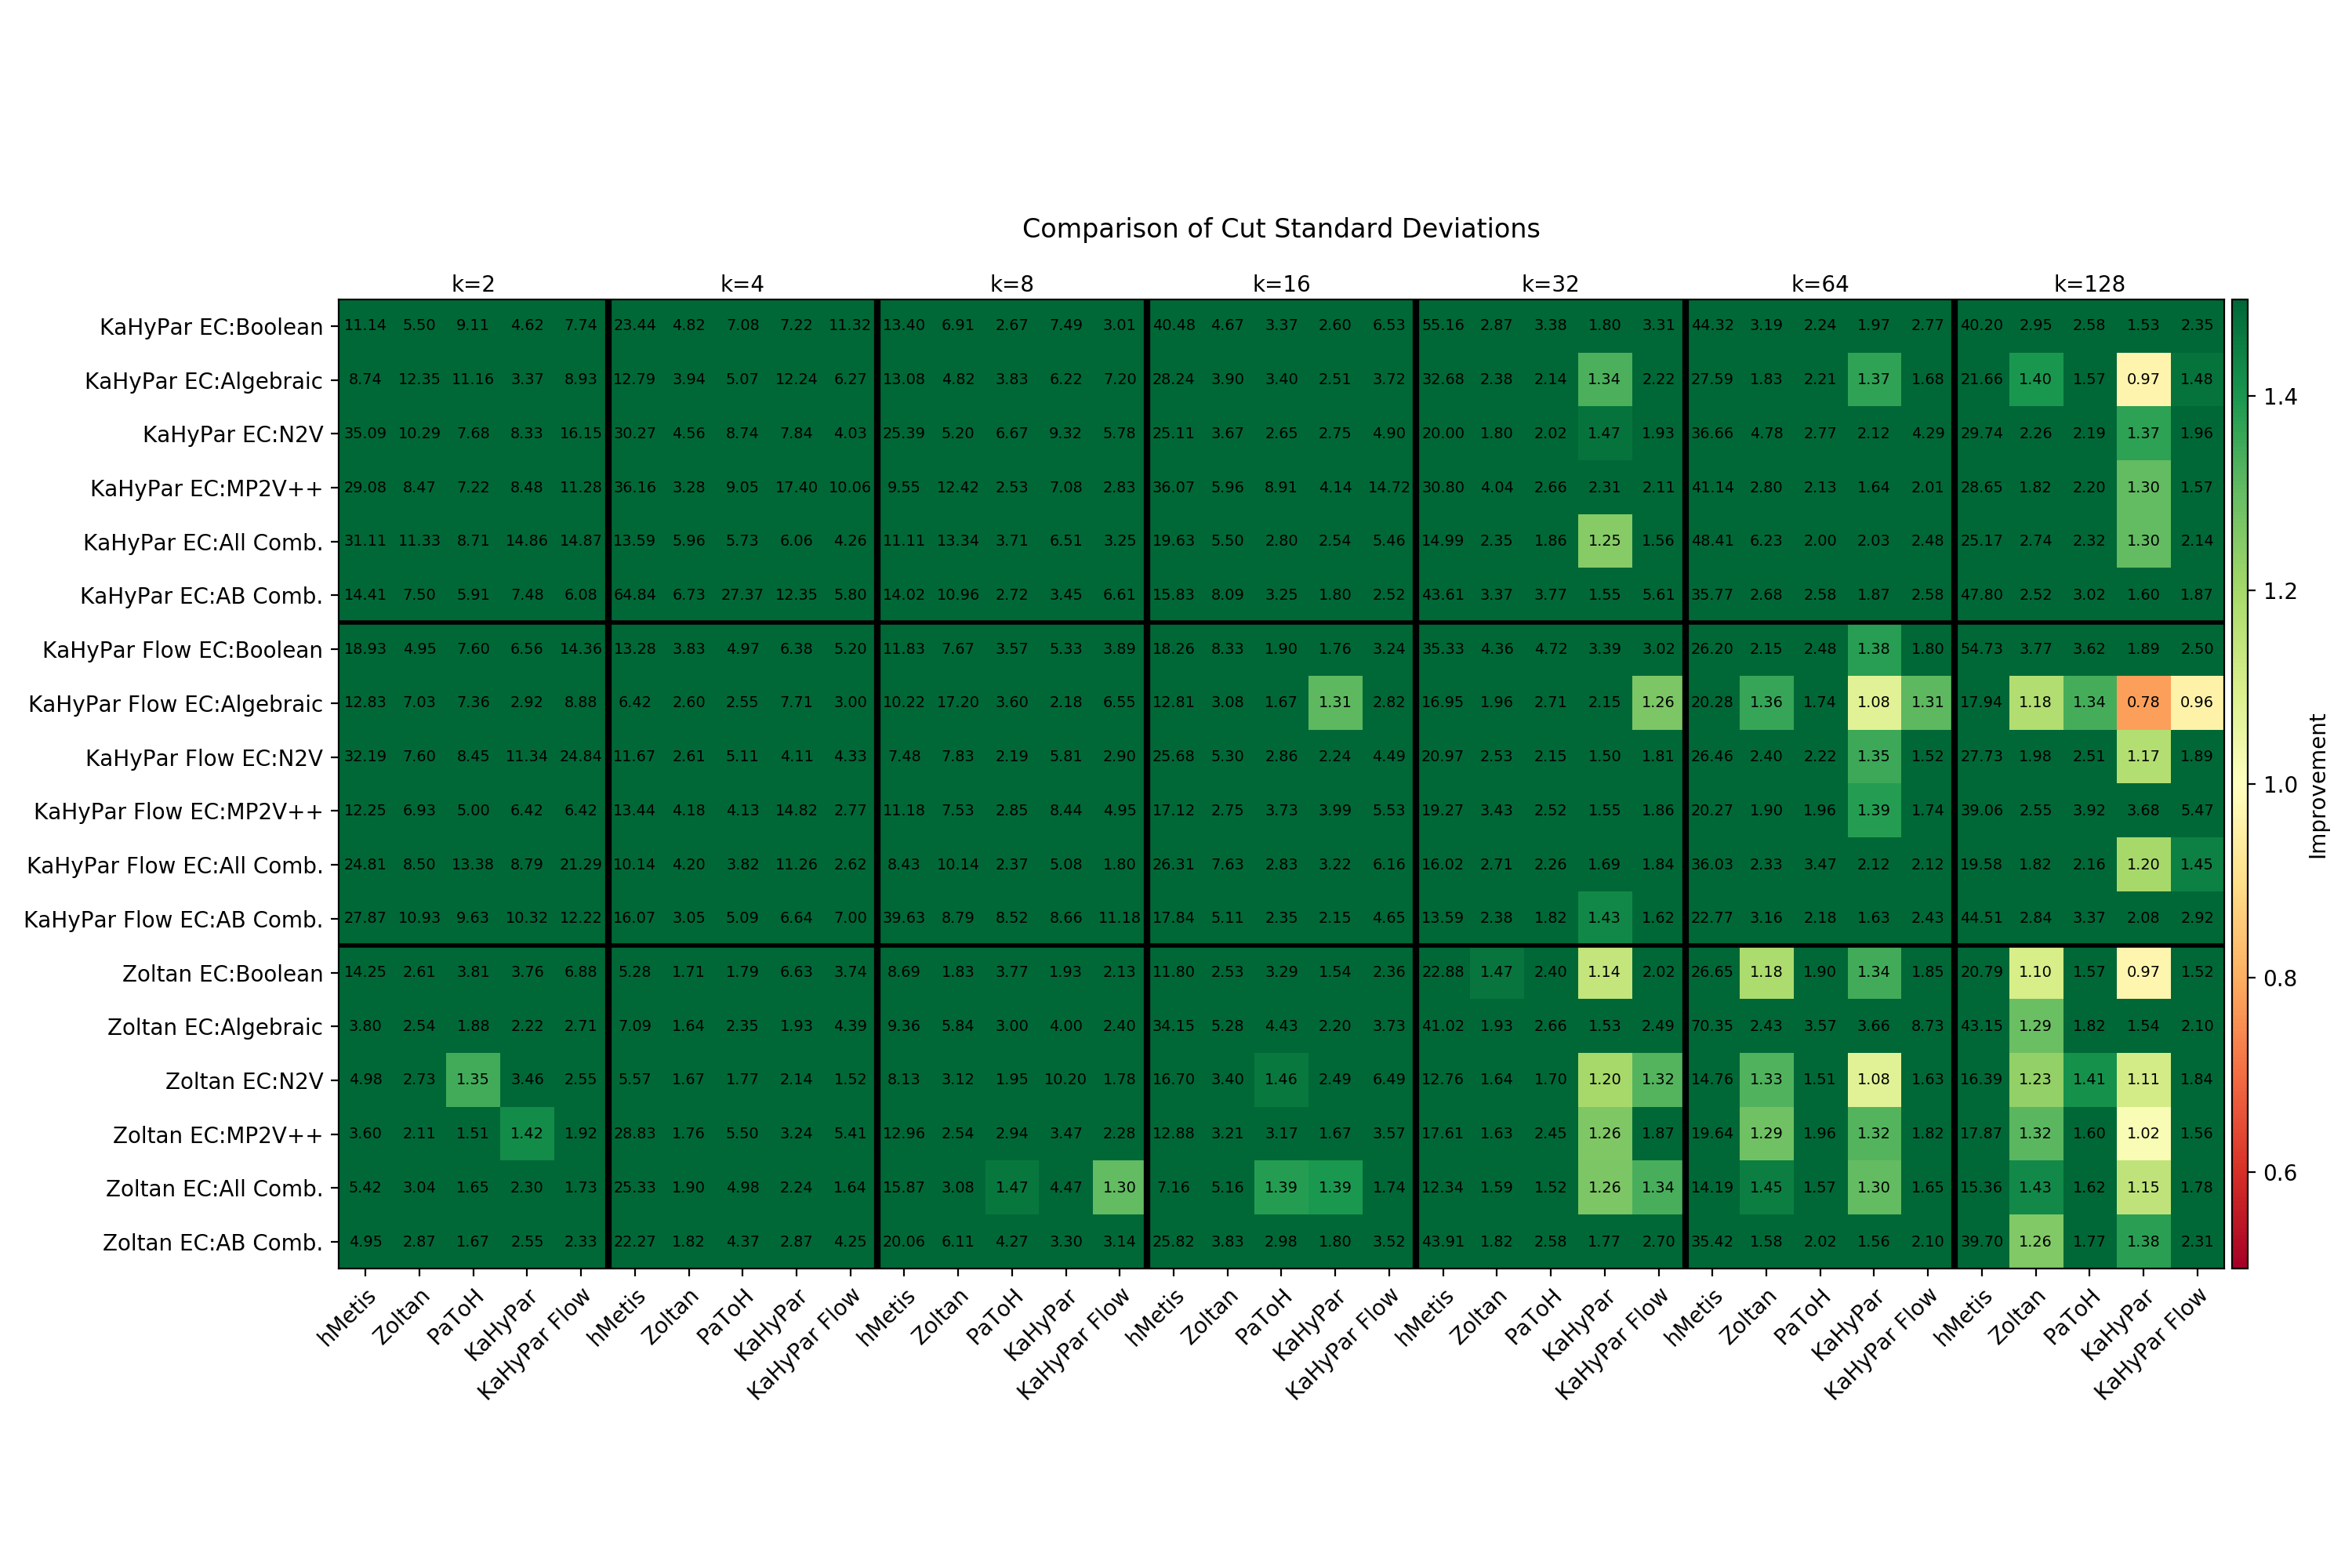 Comparison of Cut Standard Deviations
k=2 k=4 k=8 k=16 k=32 k=64 k=128
KaHyPar EC:Boolean 11.14 5.50 9.11 4.62 7.74 23.44 4.82 7.08 7.22 11.32 13.40 6.91 2.67 7.49 3.01 40.48 4.67 3.37 2.60 6.53 55.16 2.87 3.38 1.80 3.31 44.32 3.19 2.24 1.97 2.77 40.20 2.95 2.58 1.53 2.35
KaHyPar EC:Algebraic 8.74 12.35 11.16 3.37 8.93 12.79 3.94 5.07 12.24 6.27 13.08 4.82 3.83 6.22 7.20 28.24 3.90 3.40 2.51 3.72 32.68 2.38 2.14 1.34 2.22 27.59 1.83 2.21 1.37 1.68 21.66 1.40 1.57 0.97 1.48
KaHyPar EC:N2V 35.09 10.29 7.68 8.33 16.15 30.27 4.56 8.74 7.84 4.03 25.39 5.20 6.67 9.32 5.78 25.11 3.67 2.65 2.75 4.90 20.00 1.80 2.02 1.47 1.93 36.66 4.78 2.77 2.12 4.29 29.74 2.26 2.19 1.37 1.96
KaHyPar EC:MP2V++ 29.08 8.47 7.22 8.48 11.28 36.16 3.28 9.05 17.40 10.06 9.55 12.42 2.53 7.08 2.83 36.07 5.96 8.91 4.14 14.72 30.80 4.04 2.66 2.31 2.11 41.14 2.80 2.13 1.64 2.01 28.65 1.82 2.20 1.30 1.57
KaHyPar EC:All Comb. 31.11 11.33 8.71 14.86 14.87 13.59 5.96 5.73 6.06 4.26 11.11 13.34 3.71 6.51 3.25 19.63 5.50 2.80 2.54 5.46 14.99 2.35 1.86 1.25 1.56 48.41 6.23 2.00 2.03 2.48 25.17 2.74 2.32 1.30 2.14
KaHyPar EC:AB Comb. 14.41 7.50 5.91 7.48 6.08 64.84 6.73 27.37 12.35 5.80 14.02 10.96 2.72 3.45 6.61 15.83 8.09 3.25 1.80 2.52 43.61 3.37 3.77 1.55 5.61 35.77 2.68 2.58 1.87 2.58 47.80 2.52 3.02 1.60 1.87
KaHyPar Flow EC:Boolean 18.93 4.95 7.60 6.56 14.36 13.28 3.83 4.97 6.38 5.20 11.83 7.67 3.57 5.33 3.89 18.26 8.33 1.90 1.76 3.24 35.33 4.36 4.72 3.39 3.02 26.20 2.15 2.48 1.38 1.80 54.73 3.77 3.62 1.89 2.50
KaHyPar Flow EC:Algebraic 12.83 7.03 7.36 2.92 8.88 6.42 2.60 2.55 7.71 3.00 10.22 17.20 3.60 2.18 6.55 12.81 3.08 1.67 1.31 2.82 16.95 1.96 2.71 2.15 1.26 20.28 1.36 1.74 1.08 1.31 17.94 1.18 1.34 0.78 0.96
KaHyPar Flow EC:N2V 32.19 7.60 8.45 11.34 24.84 11.67 2.61 5.11 4.11 4.33 7.48 7.83 2.19 5.81 2.90 25.68 5.30 2.86 2.24 4.49 20.97 2.53 2.15 1.50 1.81 26.46 2.40 2.22 1.35 1.52 27.73 1.98 2.51 1.17 1.89
KaHyPar Flow EC:MP2V++ 12.25 6.93 5.00 6.42 6.42 13.44 4.18 4.13 14.82 2.77 11.18 7.53 2.85 8.44 4.95 17.12 2.75 3.73 3.99 5.53 19.27 3.43 2.52 1.55 1.86 20.27 1.90 1.96 1.39 1.74 39.06 2.55 3.92 3.68 5.47
KaHyPar Flow EC:All Comb. 24.81 8.50 13.38 8.79 21.29 10.14 4.20 3.82 11.26 2.62 8.43 10.14 2.37 5.08 1.80 26.31 7.63 2.83 3.22 6.16 16.02 2.71 2.26 1.69 1.84 36.03 2.33 3.47 2.12 2.12 19.58 1.82 2.16 1.20 1.45
KaHyPar Flow EC:AB Comb. 27.87 10.93 9.63 10.32 12.22 16.07 3.05 5.09 6.64 7.00 39.63 8.79 8.52 8.66 11.18 17.84 5.11 2.35 2.15 4.65 13.59 2.38 1.82 1.43 1.62 22.77 3.16 2.18 1.63 2.43 44.51 2.84 3.37 2.08 2.92
Zoltan EC:Boolean 14.25 2.61 3.81 3.76 6.88 5.28 1.71 1.79 6.63 3.74 8.69 1.83 3.77 1.93 2.13 11.80 2.53 3.29 1.54 2.36 22.88 1.47 2.40 1.14 2.02 26.65 1.18 1.90 1.34 1.85 20.79 1.10 1.57 0.97 1.52
Zoltan EC:Algebraic 3.80 2.54 1.88 2.22 2.71 7.09 1.64 2.35 1.93 4.39 9.36 5.84 3.00 4.00 2.40 34.15 5.28 4.43 2.20 3.73 41.02 1.93 2.66 1.53 2.49 70.35 2.43 3.57 3.66 8.73 43.15 1.29 1.82 1.54 2.10
Zoltan EC:N2V 4.98 2.73 1.35 3.46 2.55 5.57 1.67 1.77 2.14 1.52 8.13 3.12 1.95 10.20 1.78 16.70 3.40 1.46 2.49 6.49 12.76 1.64 1.70 1.20 1.32 14.76 1.33 1.51 1.08 1.63 16.39 1.23 1.41 1.11 1.84
Zoltan EC:MP2V++ 3.60 2.11 1.51 1.42 1.92 28.83 1.76 5.50 3.24 5.41 12.96 2.54 2.94 3.47 2.28 12.88 3.21 3.17 1.67 3.57 17.61 1.63 2.45 1.26 1.87 19.64 1.29 1.96 1.32 1.82 17.87 1.32 1.60 1.02 1.56
Zoltan EC:All Comb. 5.42 3.04 1.65 2.30 1.73 25.33 1.90 4.98 2.24 1.64 15.87 3.08 1.47 4.47 1.30 7.16 5.16 1.39 1.39 1.74 12.34 1.59 1.52 1.26 1.34 14.19 1.45 1.57 1.30 1.65 15.36 1.43 1.62 1.15 1.78
Zoltan EC:AB Comb. 4.95 2.87 1.67 2.55 2.33 22.27 1.82 4.37 2.87 4.25 20.06 6.11 4.27 3.30 3.14 25.82 3.83 2.98 1.80 3.52 43.91 1.82 2.58 1.77 2.70 35.42 1.58 2.02 1.56 2.10 39.70 1.26 1.77 1.38 2.31
hMetis Zoltan PaToH KaHyPar KaHyPar Flow hMetis Zoltan PaToH KaHyPar KaHyPar Flow hMetis Zoltan PaToH KaHyPar KaHyPar Flow hMetis Zoltan PaToH KaHyPar KaHyPar Flow hMetis Zoltan PaToH KaHyPar KaHyPar Flow hMetis Zoltan PaToH KaHyPar KaHyPar Flow hMetis Zoltan PaToH KaHyPar KaHyPar Flow
1.4
1.2
1.0
0.8
0.6
Improvement